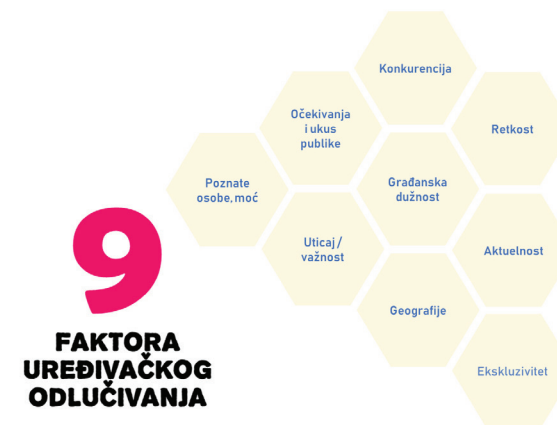 Konkurencija
Očekivanja
i ukus
publike
Retkost
Poznate
osobe, moć
Građanska
dužnost
Uticaj /
važnost
Aktuelnost
Geografije
Ekskluzivitet
9
FAKTORA
UREĐIVAČKOG
ODLUČIVANJA